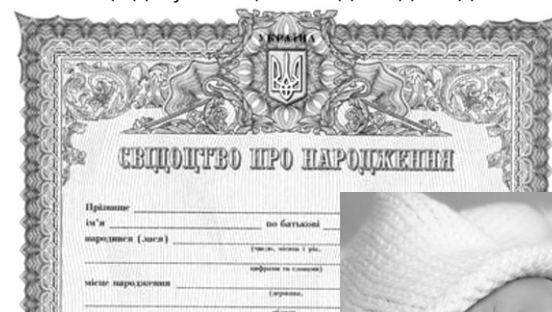 УКРАЇНА
СВІДОЦТВО ПРО НАРОДЖЕННЯ
Прізвище
ім'я по батькові
народився (лася)
(число, місяць і рік,
цифрами та словами)
місце народження
(держава,